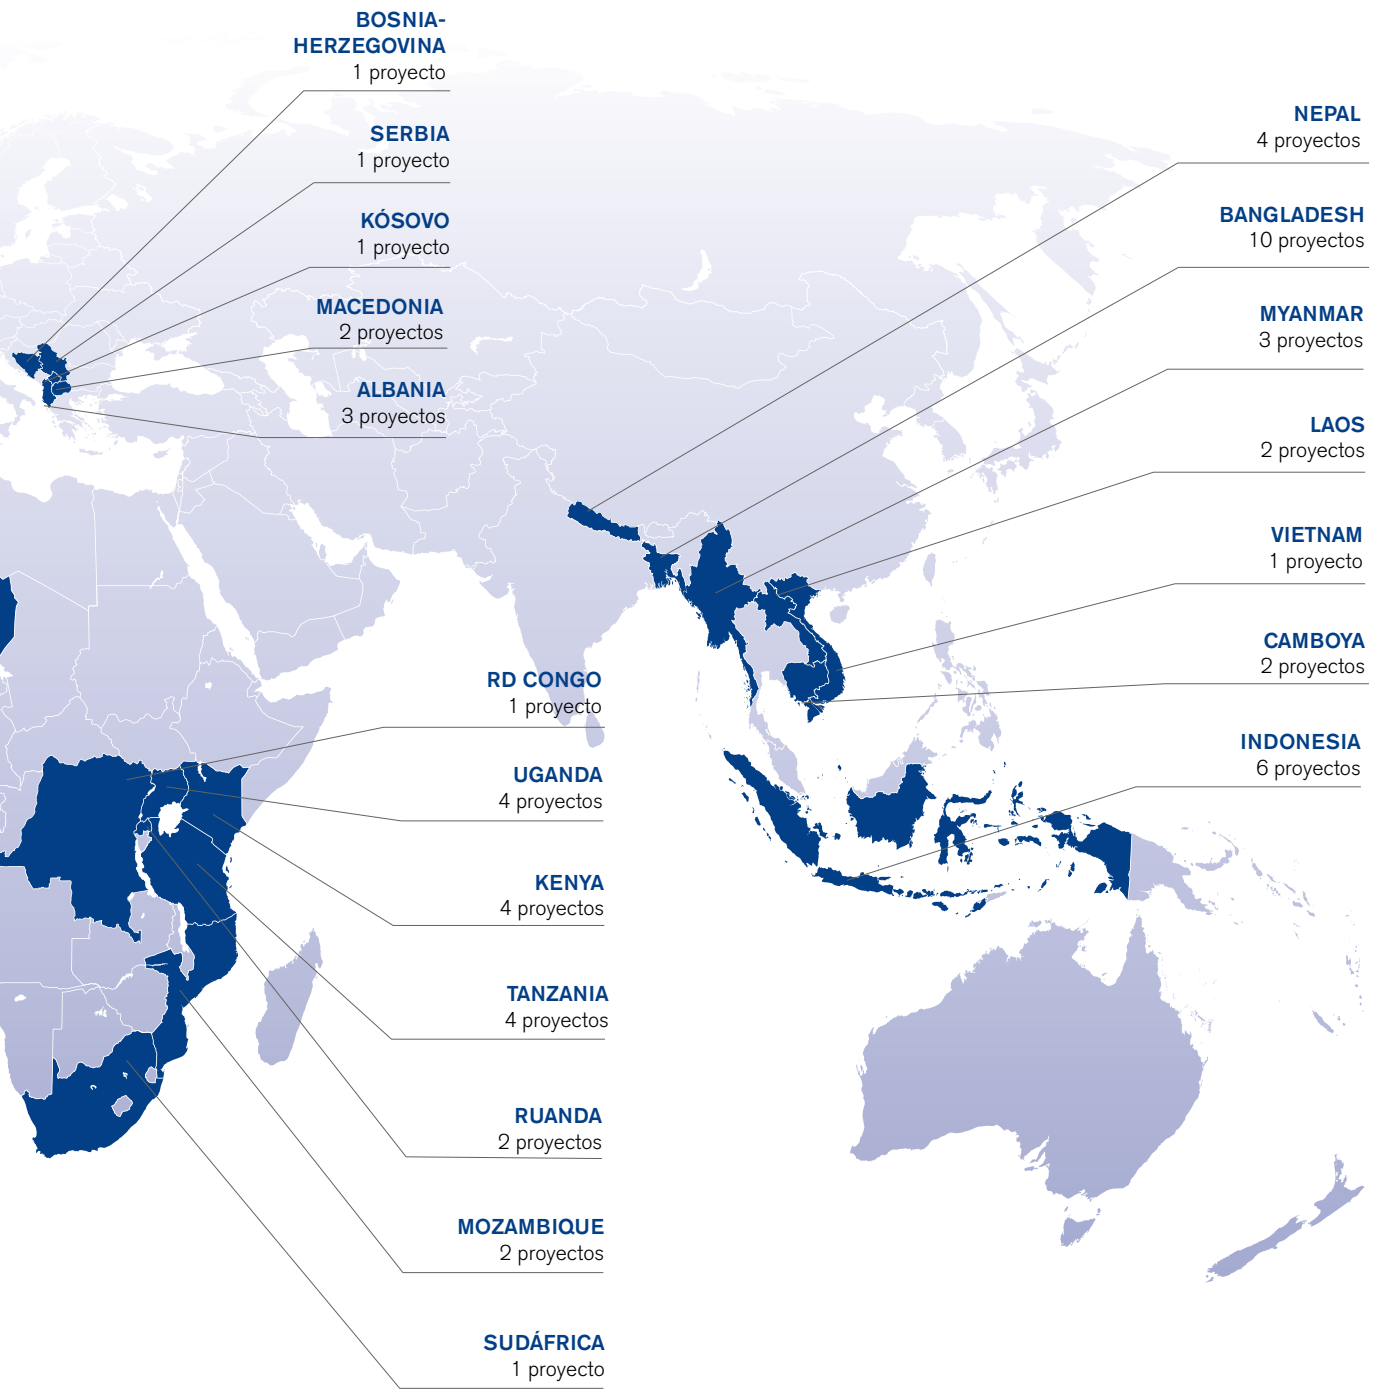 BOSNIA-
HERZEGOVINA
1 proyecto
SERBIA
1 proyecto
KÓSOVO
1 proyecto
MACEDONIA
2 proyectos
ALBANIA
3 proyectos
RD CONGO
1 proyecto
UGANDA
4 proyectos
KENYA
4 proyectos
TANZANIA
4 proyectos
RUANDA
2 proyectos
MOZAMBIQUE
2 proyectos
SUDÁFRICA
1 proyecto
NEPAL
4 proyectos
BANGLADESH
10 proyectos
MYANMAR
3 proyectos
LAOS
2 proyectos
VIETNAM
1 proyecto
CAMBOYA
2 proyectos
INDONESIA
6 proyectos